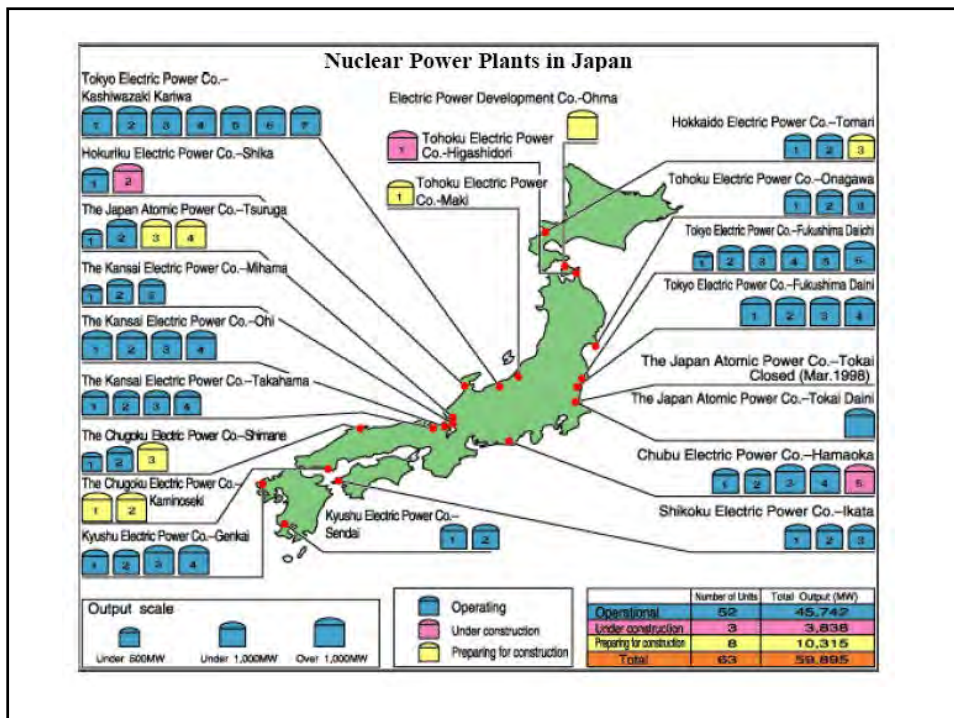 Nuclear Power Plants in Japan
Tokyo Electric Power Co.–
Kashiwazaki Kariwa
1 2 3 4 5 6 7
Hokuriku Electric Power Co.–Shika
1 2
The Japan Atomic Power Co.–Tsuruga
1 2 3 4
The Kansai Electric Power Co.–Mihama
1 2 3
The Kansai Electric Power Co.–Ohi
1 2 3 4
The Kansai Electric Power Co.–Takahama
1 2 3 4
The Chugoku Electric Power Co.–Shimane
1 2 3
The Chugoku Electric Power Co.–
Kaminoseki
1 2
Kyushu Electric Power Co.–Genkai
1 2 3 4
Electric Power Development Co.–Ohma
Tohoku Electric Power
Co.–Higashidori
1
Tohoku Electric Power
Co.–Maki
1
Hokkaido Electric Power Co.–Tomari
1 2 3
Tohoku Electric Power Co.–Onagawa
1 2 3
Tokyo Electric Power Co.–Fukushima Daiichi
1 2 3 4 5 6
Tokyo Electric Power Co.–Fukushima Daini
1 2 3 4
The Japan Atomic Power Co.–Tokai
Closed (Mar.1998)
The Japan Atomic Power Co.–Tokai Daini
Chubu Electric Power Co.–Hamaoka
1 2 3 4 5
Shikoku Electric Power Co.–Ikata
1 2 3
Kyushu Electric Power Co.–
Sendai
1 2
Output scale
Under 500MW Under 1,000MW Over 1,000MW
Operating
Under construction
Preparing for construction
Number of Units Total Output (MW)
Operational 52 45,742
Under construction 3 3,838
Preparing for construction 8 10,315
Total 63 59,895